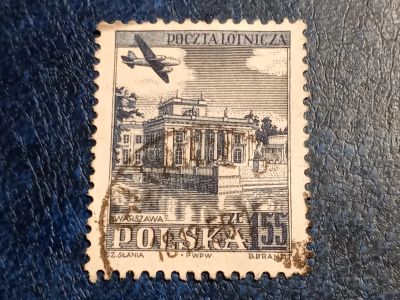 POCZTA LOTNICZA
WARSZAWA ZŁ
POLSKA 1,55
CZ.SŁANIA · PWPW B.BRANDT